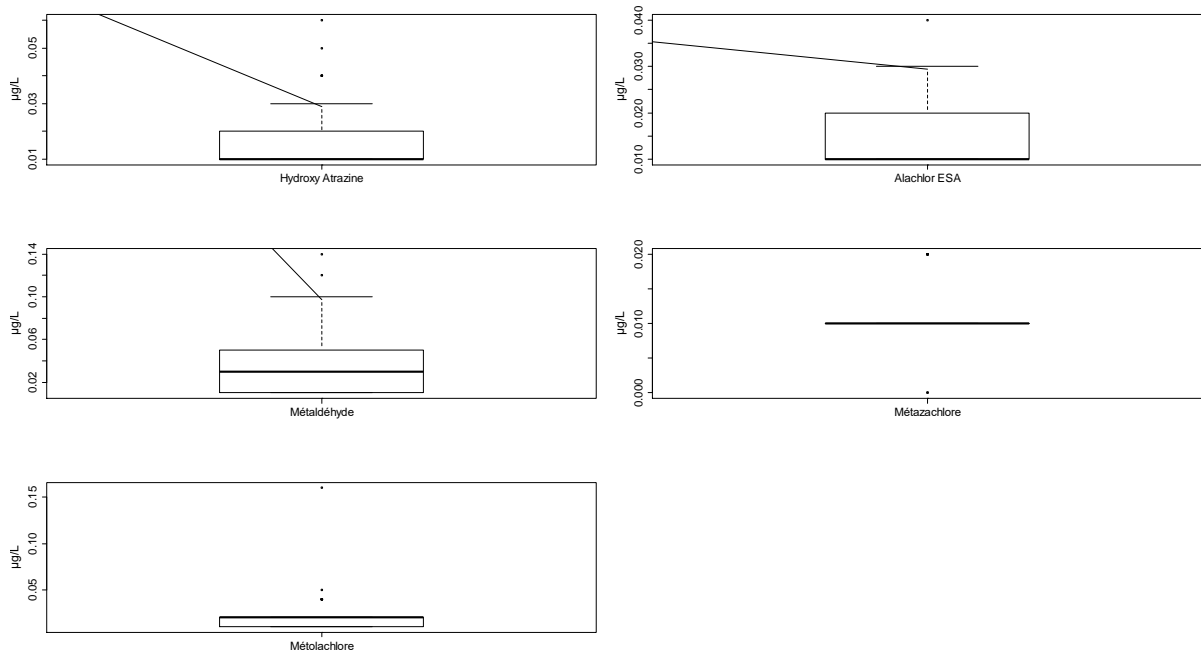 µg/L
0.01
0.03
0.05
Hydroxy Atrazine
µg/L
0.010
0.020
0.030
0.040
Alachlor ESA
µg/L
0.02
0.06
0.10
0.14
Métaldéhyde
µg/L
0.000
0.010
0.020
Métazachlore
µg/L
0.05
0.10
0.15
Métolachlore